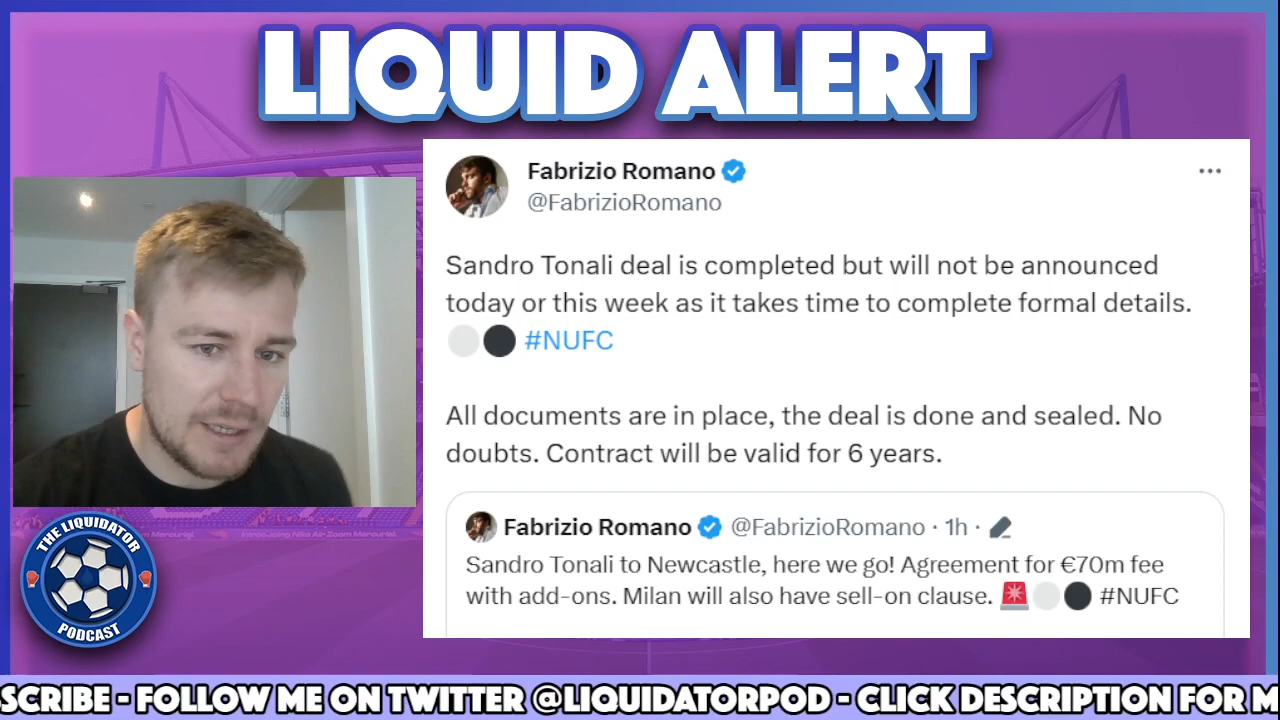 LIQUID ALERT
Fabrizio Romano
@FabrizioRomano
Sandro Tonali deal is completed but will not be announced
today or this week as it takes time to complete formal details.
⚪⚫ #NUFC
All documents are in place, the deal is done and sealed. No
doubts. Contract will be valid for 6 years.
Fabrizio Romano @FabrizioRomano · 1h ·
Sandro Tonali to Newcastle, here we go! Agreement for €70m fee
with add-ons. Milan will also have sell-on clause. 🚨⚪⚫ #NUFC
THE LIQUIDATOR
PODCAST
SCRIBE - FOLLOW ME ON TWITTER @LIQUIDATORPOD - CLICK DESCRIPTION FOR M